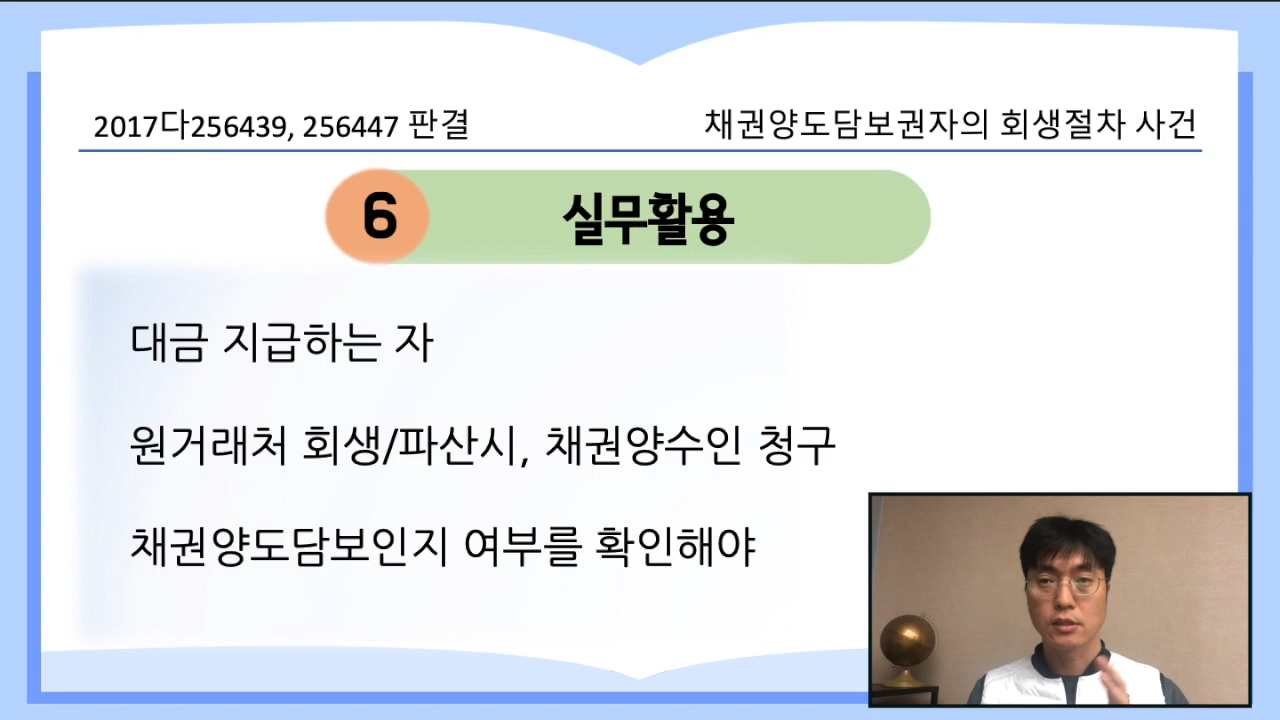 2017다256439, 256447 판결
채권양도담보권자의 회생절차 사건
6 실무활용
대금 지급하는 자
원거래처 회생/파산시, 채권양수인 청구
채권양도담보인지 여부를 확인해야